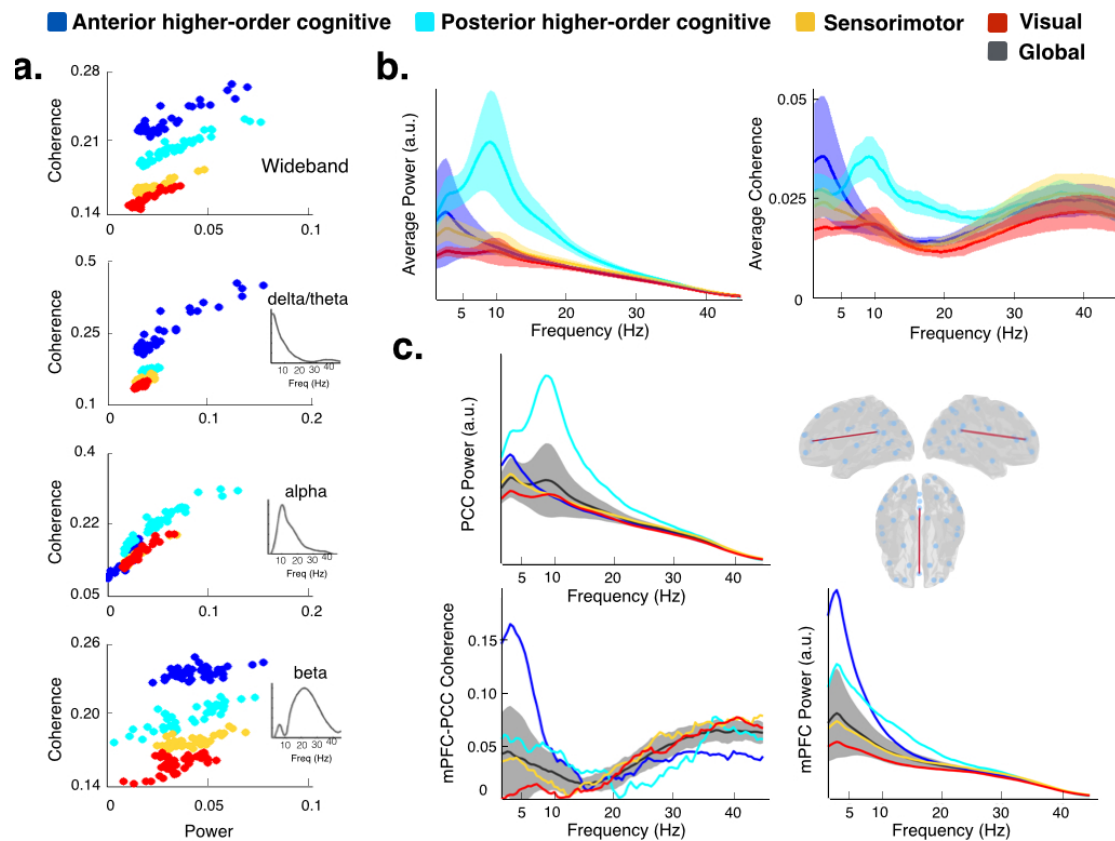 Anterior higher-order cognitive Posterior higher-order cognitive Sensorimotor Visual
Global
a.
0.28
0.21
0.14
Coherence
Wideband
0
0.05
0.1
0.5
0.25
0.1
Coherence
delta/theta
10 20 30 40
Freq (Hz)
0
0.1
0.2
0.4
0.22
0.05
Coherence
alpha
10 20 30 40
Freq (Hz)
0
0.1
0.2
0.26
0.20
0.14
Coherence
beta
10 20 30 40
Freq (Hz)
0
0.05
0.1
Power
b.
Average Power (a.u.)
5 10 20 30 40
Frequency (Hz)
Average Coherence
0.05
0.025
0
5 10 20 30 40
Frequency (Hz)
c.
PCC Power (a.u.)
5 10 20 30 40
Frequency (Hz)
mPFC-PCC Coherence
0.15
0.10
0.05
0
5 10 20 30 40
Frequency (Hz)
mPFC Power (a.u.)
5 10 20 30 40
Frequency (Hz)